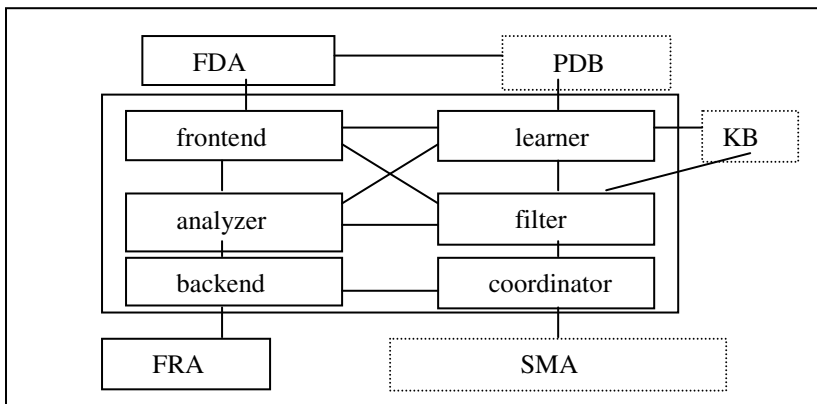 FDA
PDB
frontend
learner
KB
analyzer
filter
backend
coordinator
FRA
SMA